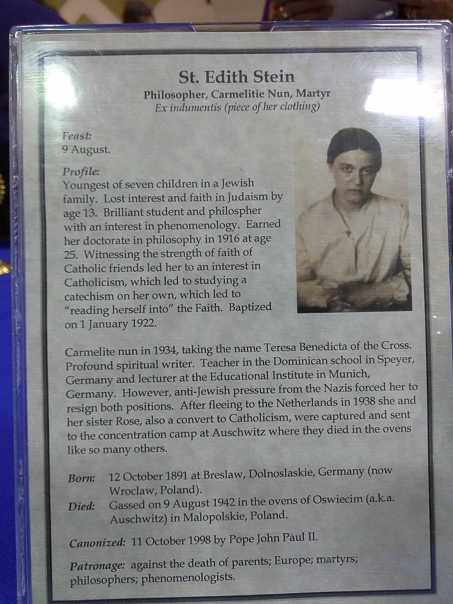 St. Edith Stein
Philosopher, Carmelitie Nun, Martyr
Ex indumentis (piece of her clothing)
Feast:
9 August.
Profile:
Youngest of seven children in a Jewish
family.  Lost interest and faith in Judaism by
age 13.  Brilliant student and philospher
with an interest in phenomenology.  Earned
her doctorate in philosophy in 1916 at age
25.  Witnessing the strength of faith of
Catholic friends led her to an interest in
Catholicism, which led to studying a
catechism on her own, which led to
"reading herself into" the Faith.  Baptized
on 1 January 1922.
Carmelite nun in 1934, taking the name Teresa Benedicta of the Cross.
Profound spiritual writer.  Teacher in the Dominican school in Speyer,
Germany and lecturer at the Educational Institute in Munich,
Germany.  However, anti-Jewish pressure from the Nazis forced her to
resign both positions.  After fleeing to the Netherlands in 1938 she and
her sister Rose, also a convert to Catholicism, were captured and sent
to the concentration camp at Auschwitz where they died in the ovens
like so many others.
Born: 12 October 1891 at Breslaw, Dolnoslaskie, Germany (now
Wroclaw, Poland).
Died: Gassed on 9 August 1942 in the ovens of Oswiecim (a.k.a.
Auschwitz) in Malopolskie, Poland.
Canonized: 11 October 1998 by Pope John Paul II.
Patronage: against the death of parents; Europe; martyrs;
philosophers; phenomenologists.